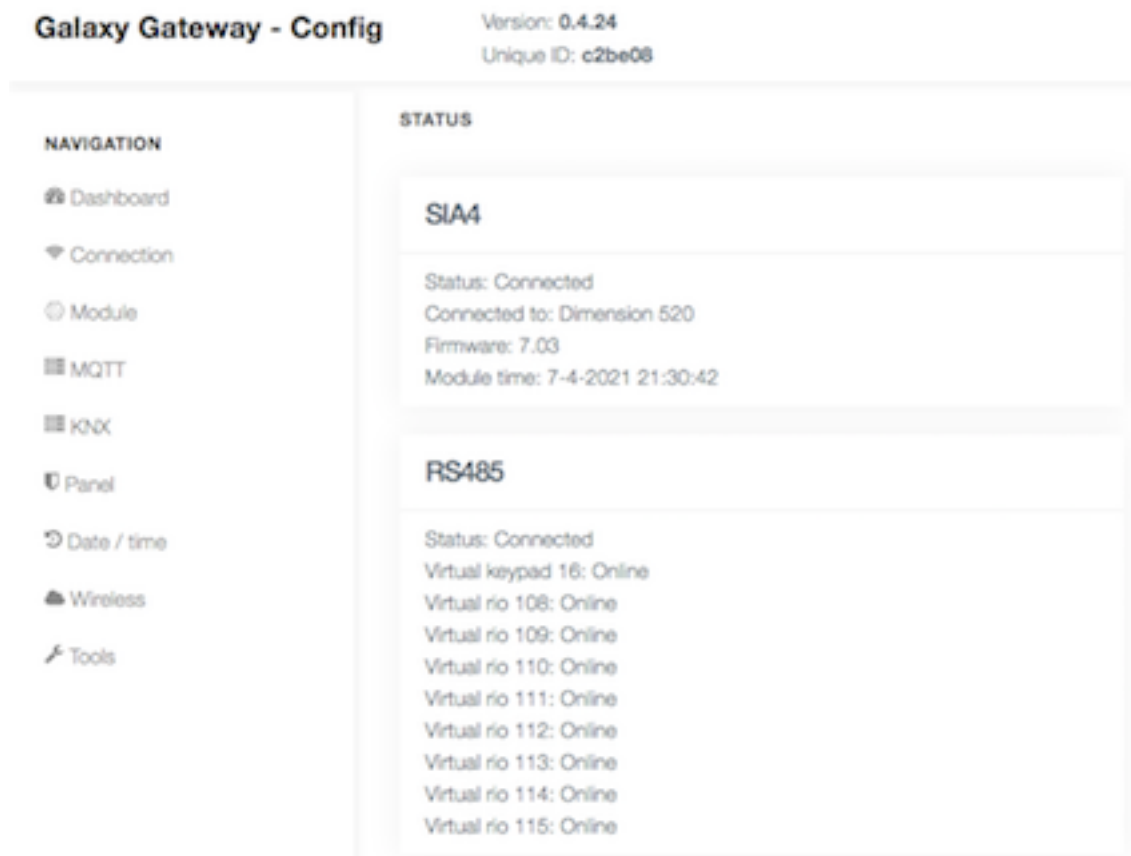 Galaxy Gateway - Config
Version: 0.4.24
Unique ID: c2be08
NAVIGATION
Dashboard
Connection
Module
MQTT
KNX
Panel
Date / time
Wireless
Tools
STATUS
SIA4
Status: Connected
Connected to: Dimension 520
Firmware: 7.03
Module time: 7-4-2021 21:30:42
RS485
Status: Connected
Virtual keypad 16: Online
Virtual rio 108: Online
Virtual rio 109: Online
Virtual rio 110: Online
Virtual rio 111: Online
Virtual rio 112: Online
Virtual rio 113: Online
Virtual rio 114: Online
Virtual rio 115: Online